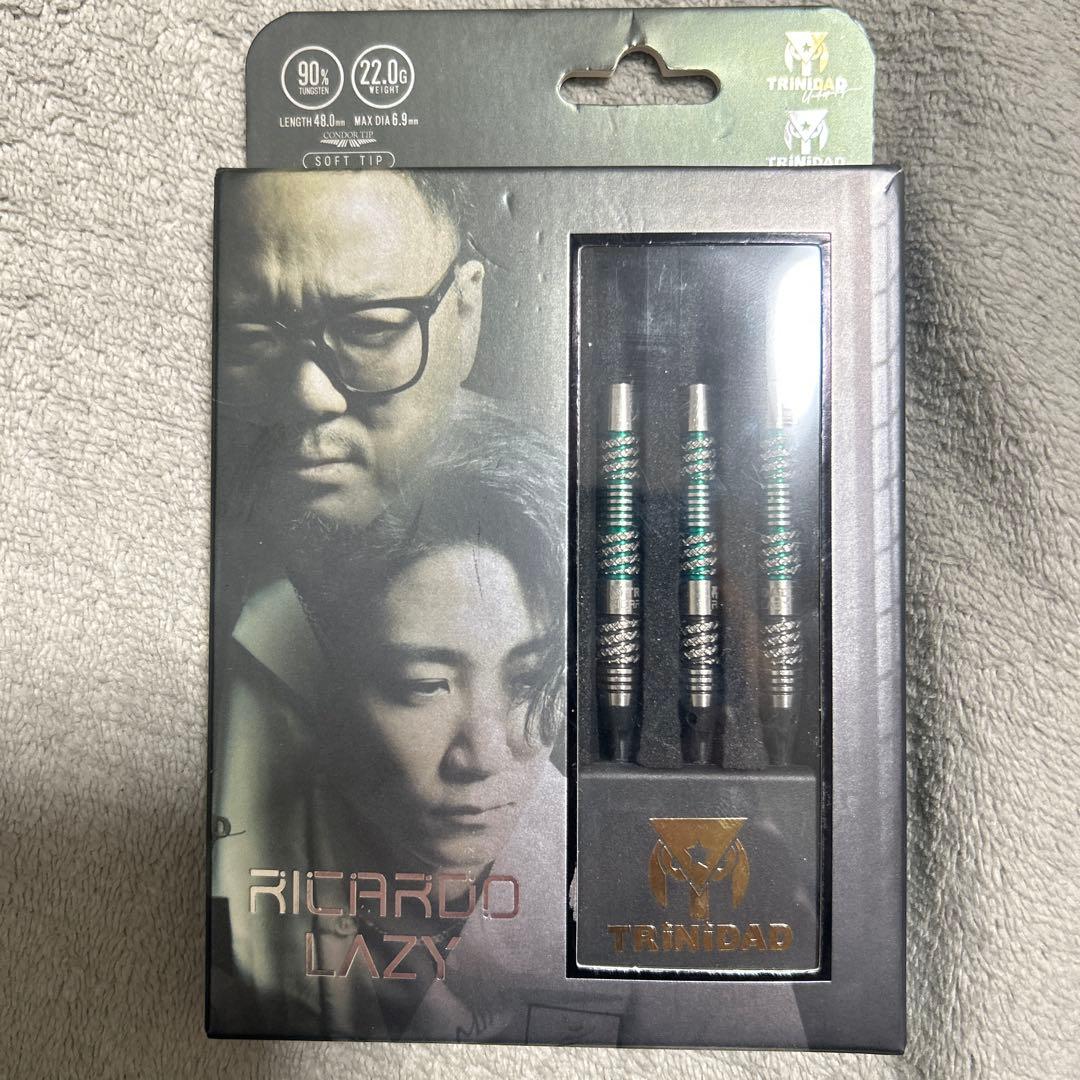 90%
TUNGSTEN
22.0G
WEIGHT
LENGTH 48.0mm MAX DIA 6.9mm
CONDOR TIP
SOFT TIP
TRiNiDAD
TRiNiDAD
RICARDO
LAZY
TRiNiDAD